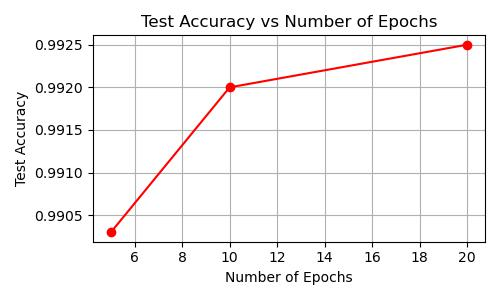 Test Accuracy vs Number of Epochs
0.9925
0.9920
0.9915
0.9910
0.9905
Test Accuracy
6 8 10 12 14 16 18 20
Number of Epochs